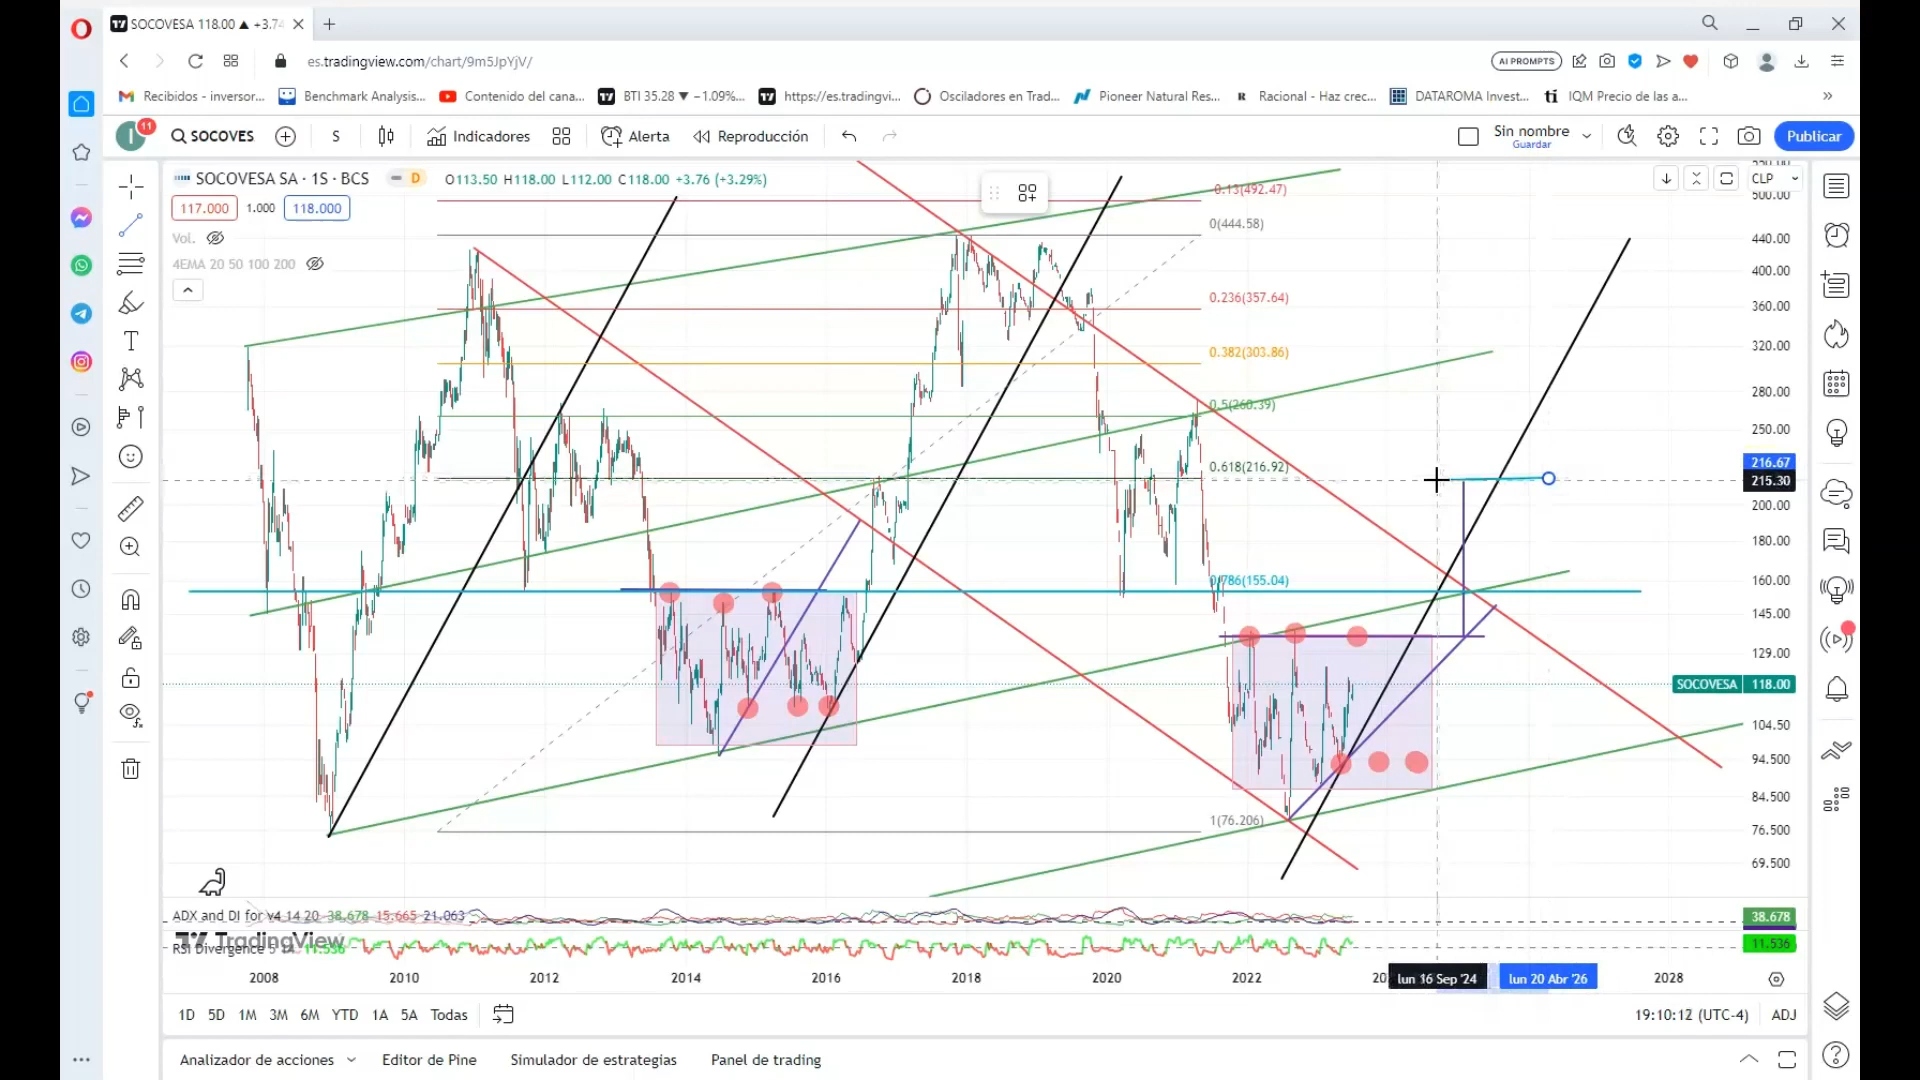 SOCOVESA 118.00 ▲ +3.74
es.tradingview.com/chart/9m5JpYjV/
AI PROMPTS
Recibidos - inversor...
Benchmark Analysis...
Contenido del cana...
BTI 35.28 ▼ −1.09%...
https://es.tradingvi...
Osciladores en Trad...
Pioneer Natural Res...
R Racional - Haz crec...
DATAROMA Invest...
tí IQM Precio de las a...
I 11
SOCOVES
S
Indicadores
Alerta
Reproducción
Sin nombre
Guardar
Publicar
SOCOVESA SA · 1S · BCS
D
O113.50 H118.00 L112.00 C118.00 +3.76 (+3.29%)
CLP
117.000 1.000 118.000
Vol.
4EMA 20 50 100 200
0.13(492.47)
0(444.58)
0.236(357.64)
0.382(303.86)
0.5(260.39)
0.618(216.92)
0.786(155.04)
1(76.206)
500.00
440.00
400.00
360.00
320.00
280.00
250.00
216.67
215.30
200.00
180.00
160.00
145.00
129.00
SOCOVESA 118.00
104.50
94.500
84.500
76.500
69.500
ADX and DI for v4 14 20 38.678 15.665 21.063
38.678
TradingView
RSI Divergence 5 14 11.536
11.536
2008 2010 2012 2014 2016 2018 2020 2022 lun 16 Sep '24 lun 20 Abr '26 2028
1D 5D 1M 3M 6M YTD 1A 5A Todas
19:10:12 (UTC-4) ADJ
Analizador de acciones
Editor de Pine
Simulador de estrategias
Panel de trading